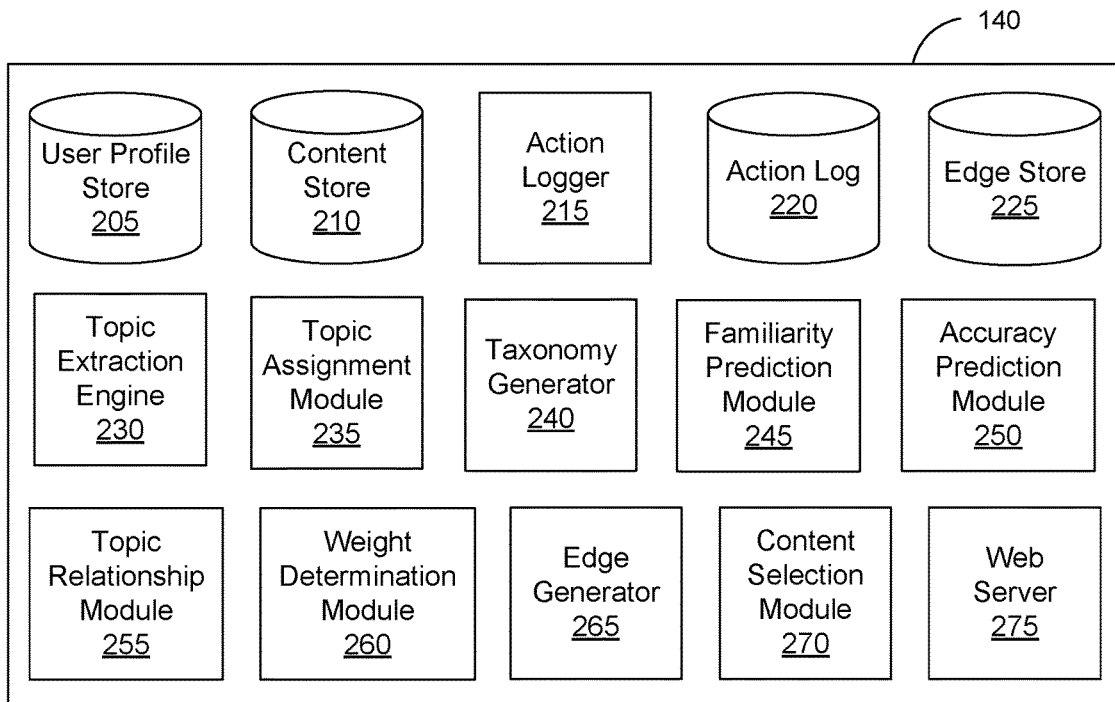 140
User Profile
Store
205
Content
Store
210
Action
Logger
215
Action Log
220
Edge Store
225
Topic
Extraction
Engine
230
Topic
Assignment
Module
235
Taxonomy
Generator
240
Familiarity
Prediction
Module
245
Accuracy
Prediction
Module
250
Topic
Relationship
Module
255
Weight
Determination
Module
260
Edge
Generator
265
Content
Selection
Module
270
Web
Server
275